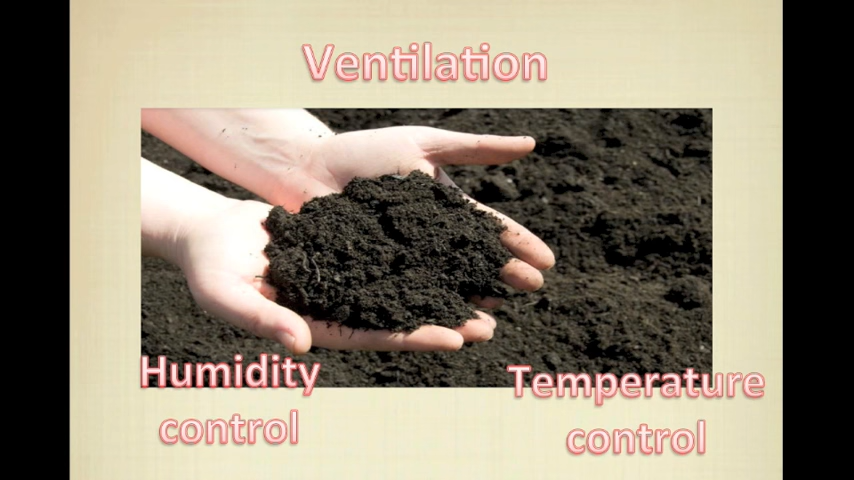 Ventilation
Humidity
control
Temperature
control